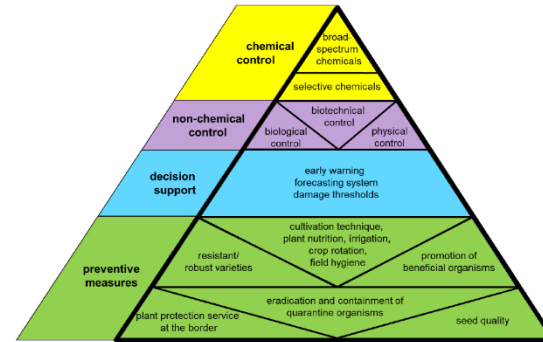 chemical
control
broad-
spectrum
chemicals
selective chemicals
non-chemical
control
biological
control
biotechnical
control
physical
control
decision
support
early warning
forecasting system
damage thresholds
preventive
measures
resistant/
robust varieties
cultivation technique,
plant nutrition, irrigation,
crop rotation,
field hygiene
promotion of
beneficial organisms
plant protection service
at the border
eradication and containment of
quarantine organisms
seed quality